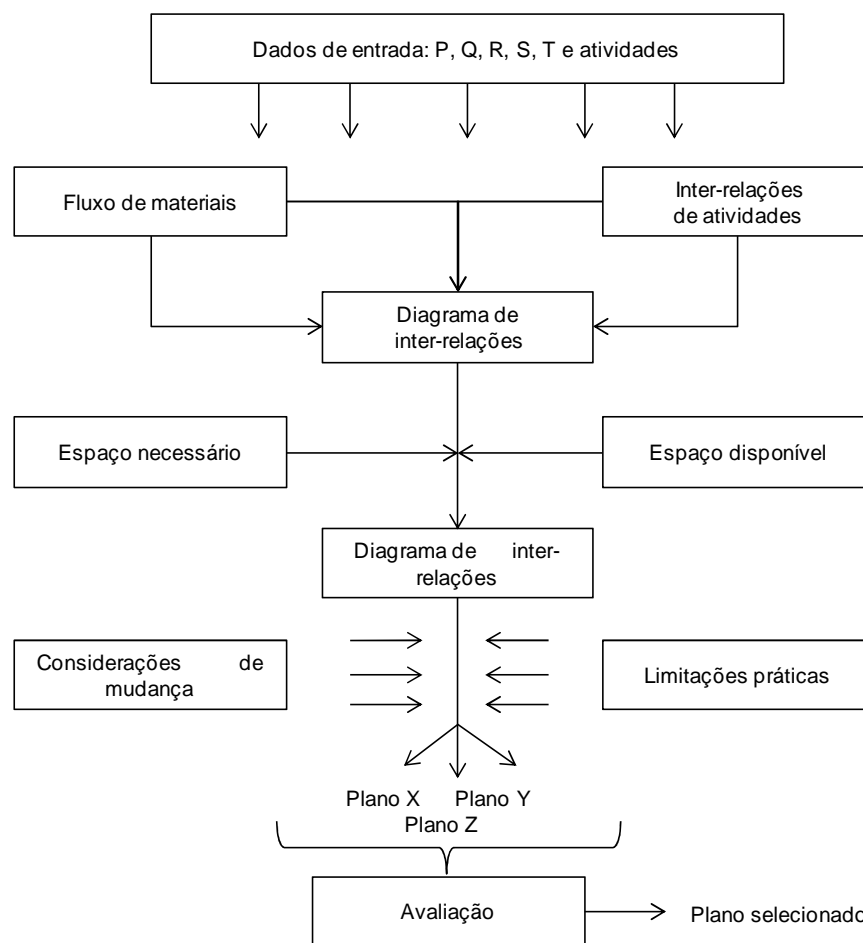 Dados de entrada: P, Q, R, S, T e atividades
Fluxo de materiais
Inter-relações
de atividades
Diagrama de
inter-relações
Espaço necessário
Espaço disponível
Diagrama de inter-
relações
Considerações de
mudança
Limitações práticas
Plano X Plano Y
Plano Z
Avaliação
Plano selecionado